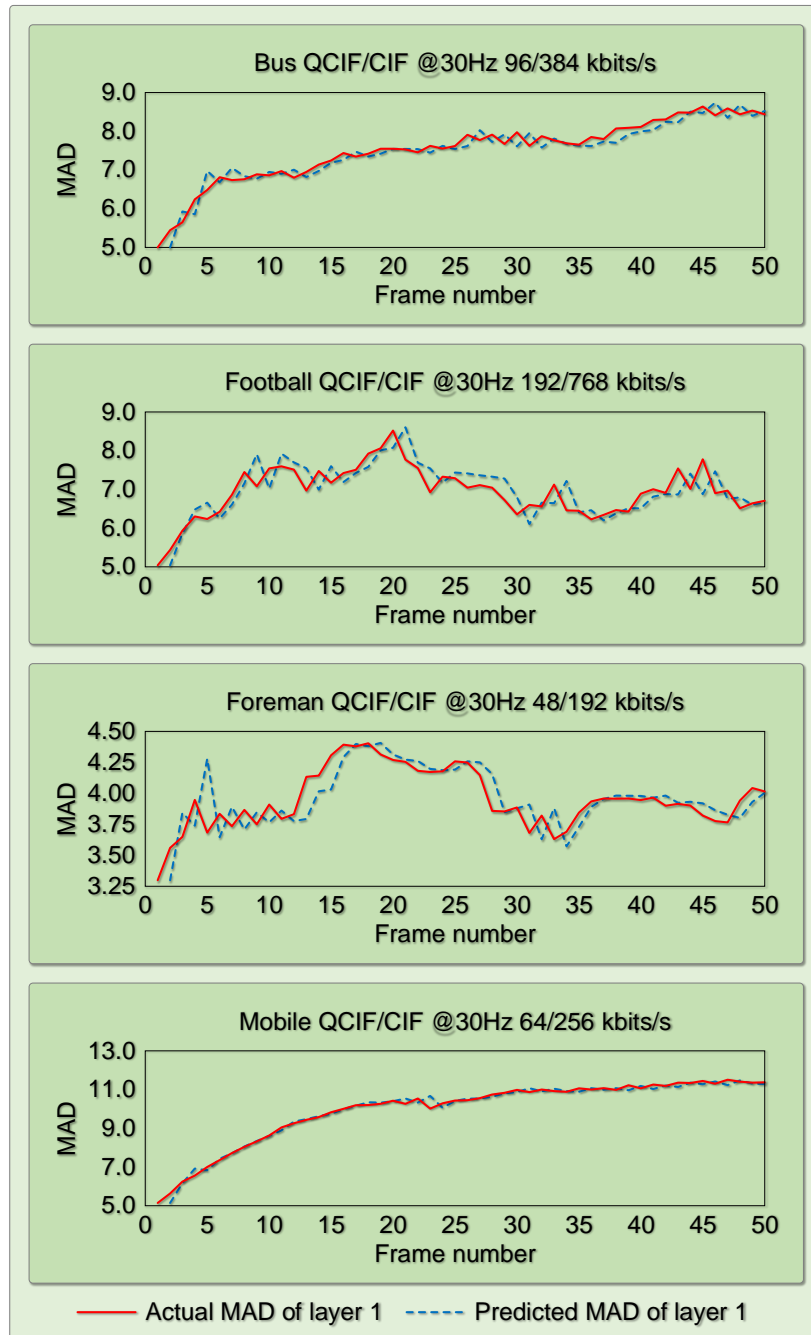 Bus QCIF/CIF @30Hz 96/384 kbits/s
9.0
8.0
7.0
6.0
5.0
MAD
0 5 10 15 20 25 30 35 40 45 50
Frame number
Football QCIF/CIF @30Hz 192/768 kbits/s
9.0
8.0
7.0
6.0
5.0
MAD
0 5 10 15 20 25 30 35 40 45 50
Frame number
Foreman QCIF/CIF @30Hz 48/192 kbits/s
4.50
4.25
4.00
3.75
3.50
3.25
MAD
0 5 10 15 20 25 30 35 40 45 50
Frame number
Mobile QCIF/CIF @30Hz 64/256 kbits/s
13.0
11.0
9.0
7.0
5.0
MAD
0 5 10 15 20 25 30 35 40 45 50
Frame number
Actual MAD of layer 1 Predicted MAD of layer 1